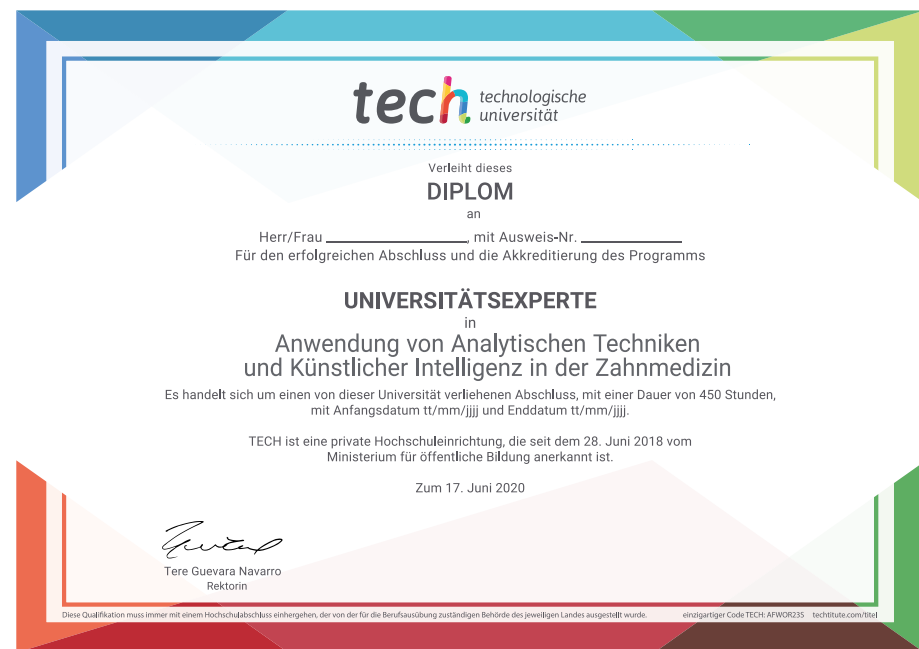 tech technologische
universität
Verleiht dieses
DIPLOM
an
Herr/Frau ____________, mit Ausweis-Nr. ____________
Für den erfolgreichen Abschluss und die Akkreditierung des Programms
UNIVERSITÄTSEXPERTE
in
Anwendung von Analytischen Techniken
und Künstlicher Intelligenz in der Zahnmedizin
Es handelt sich um einen von dieser Universität verliehenen Abschluss, mit einer Dauer von 450 Stunden,
mit Anfangsdatum tt/mm/jjjj und Enddatum tt/mm/jjjj.
TECH ist eine private Hochschuleinrichtung, die seit dem 28. Juni 2018 vom
Ministerium für öffentliche Bildung anerkannt ist.
Zum 17. Juni 2020
Tere Guevara Navarro
Rektorin
Diese Qualifikation muss immer mit einem Hochschulabschluss einhergehen, der von der für die Berufsausübung zuständigen Behörde des jeweiligen Landes ausgestellt wurde. einzigartiger Code TECH: AFWOR23S techtitute.com/titel